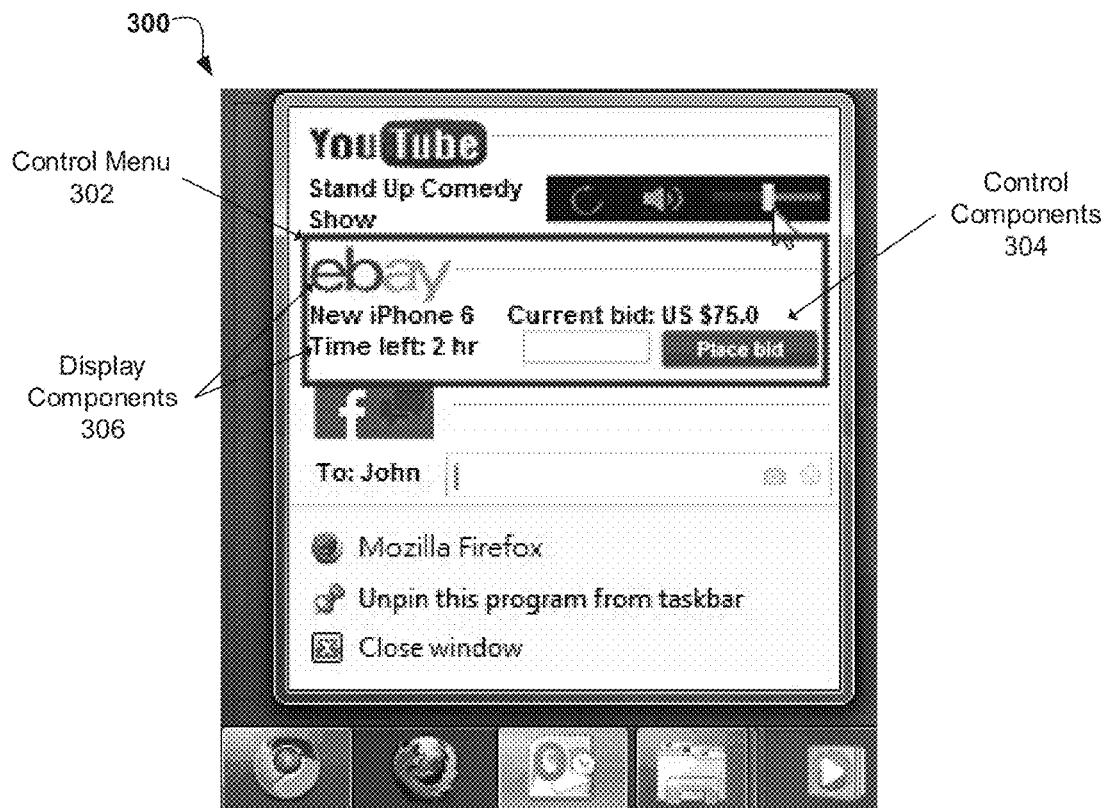 300
Control Menu
302
Control
Components
304
Display
Components
306
YouTube
Stand Up Comedy
Show
ebay
New iPhone 6 Current bid: US $75.0
Time left: 2 hr Place bid
f
To: John
Mozilla Firefox
Unpin this program from taskbar
Close window